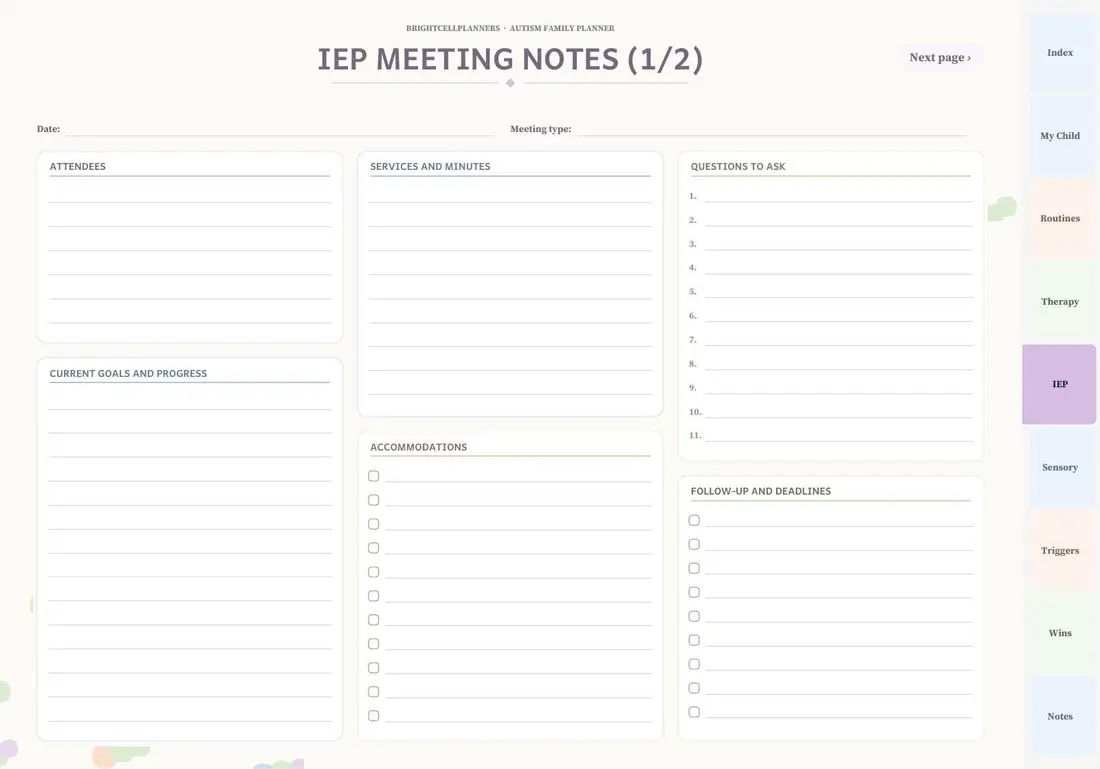 BRIGHTCELLPLANNERS · AUTISM FAMILY PLANNER
IEP MEETING NOTES (1/2)
Next page ›
Date:
Meeting type:
ATTENDEES
CURRENT GOALS AND PROGRESS
SERVICES AND MINUTES
ACCOMMODATIONS
QUESTIONS TO ASK
1.
2.
3.
4.
5.
6.
7.
8.
9.
10.
11.
FOLLOW-UP AND DEADLINES
Index
My Child
Routines
Therapy
IEP
Sensory
Triggers
Wins
Notes